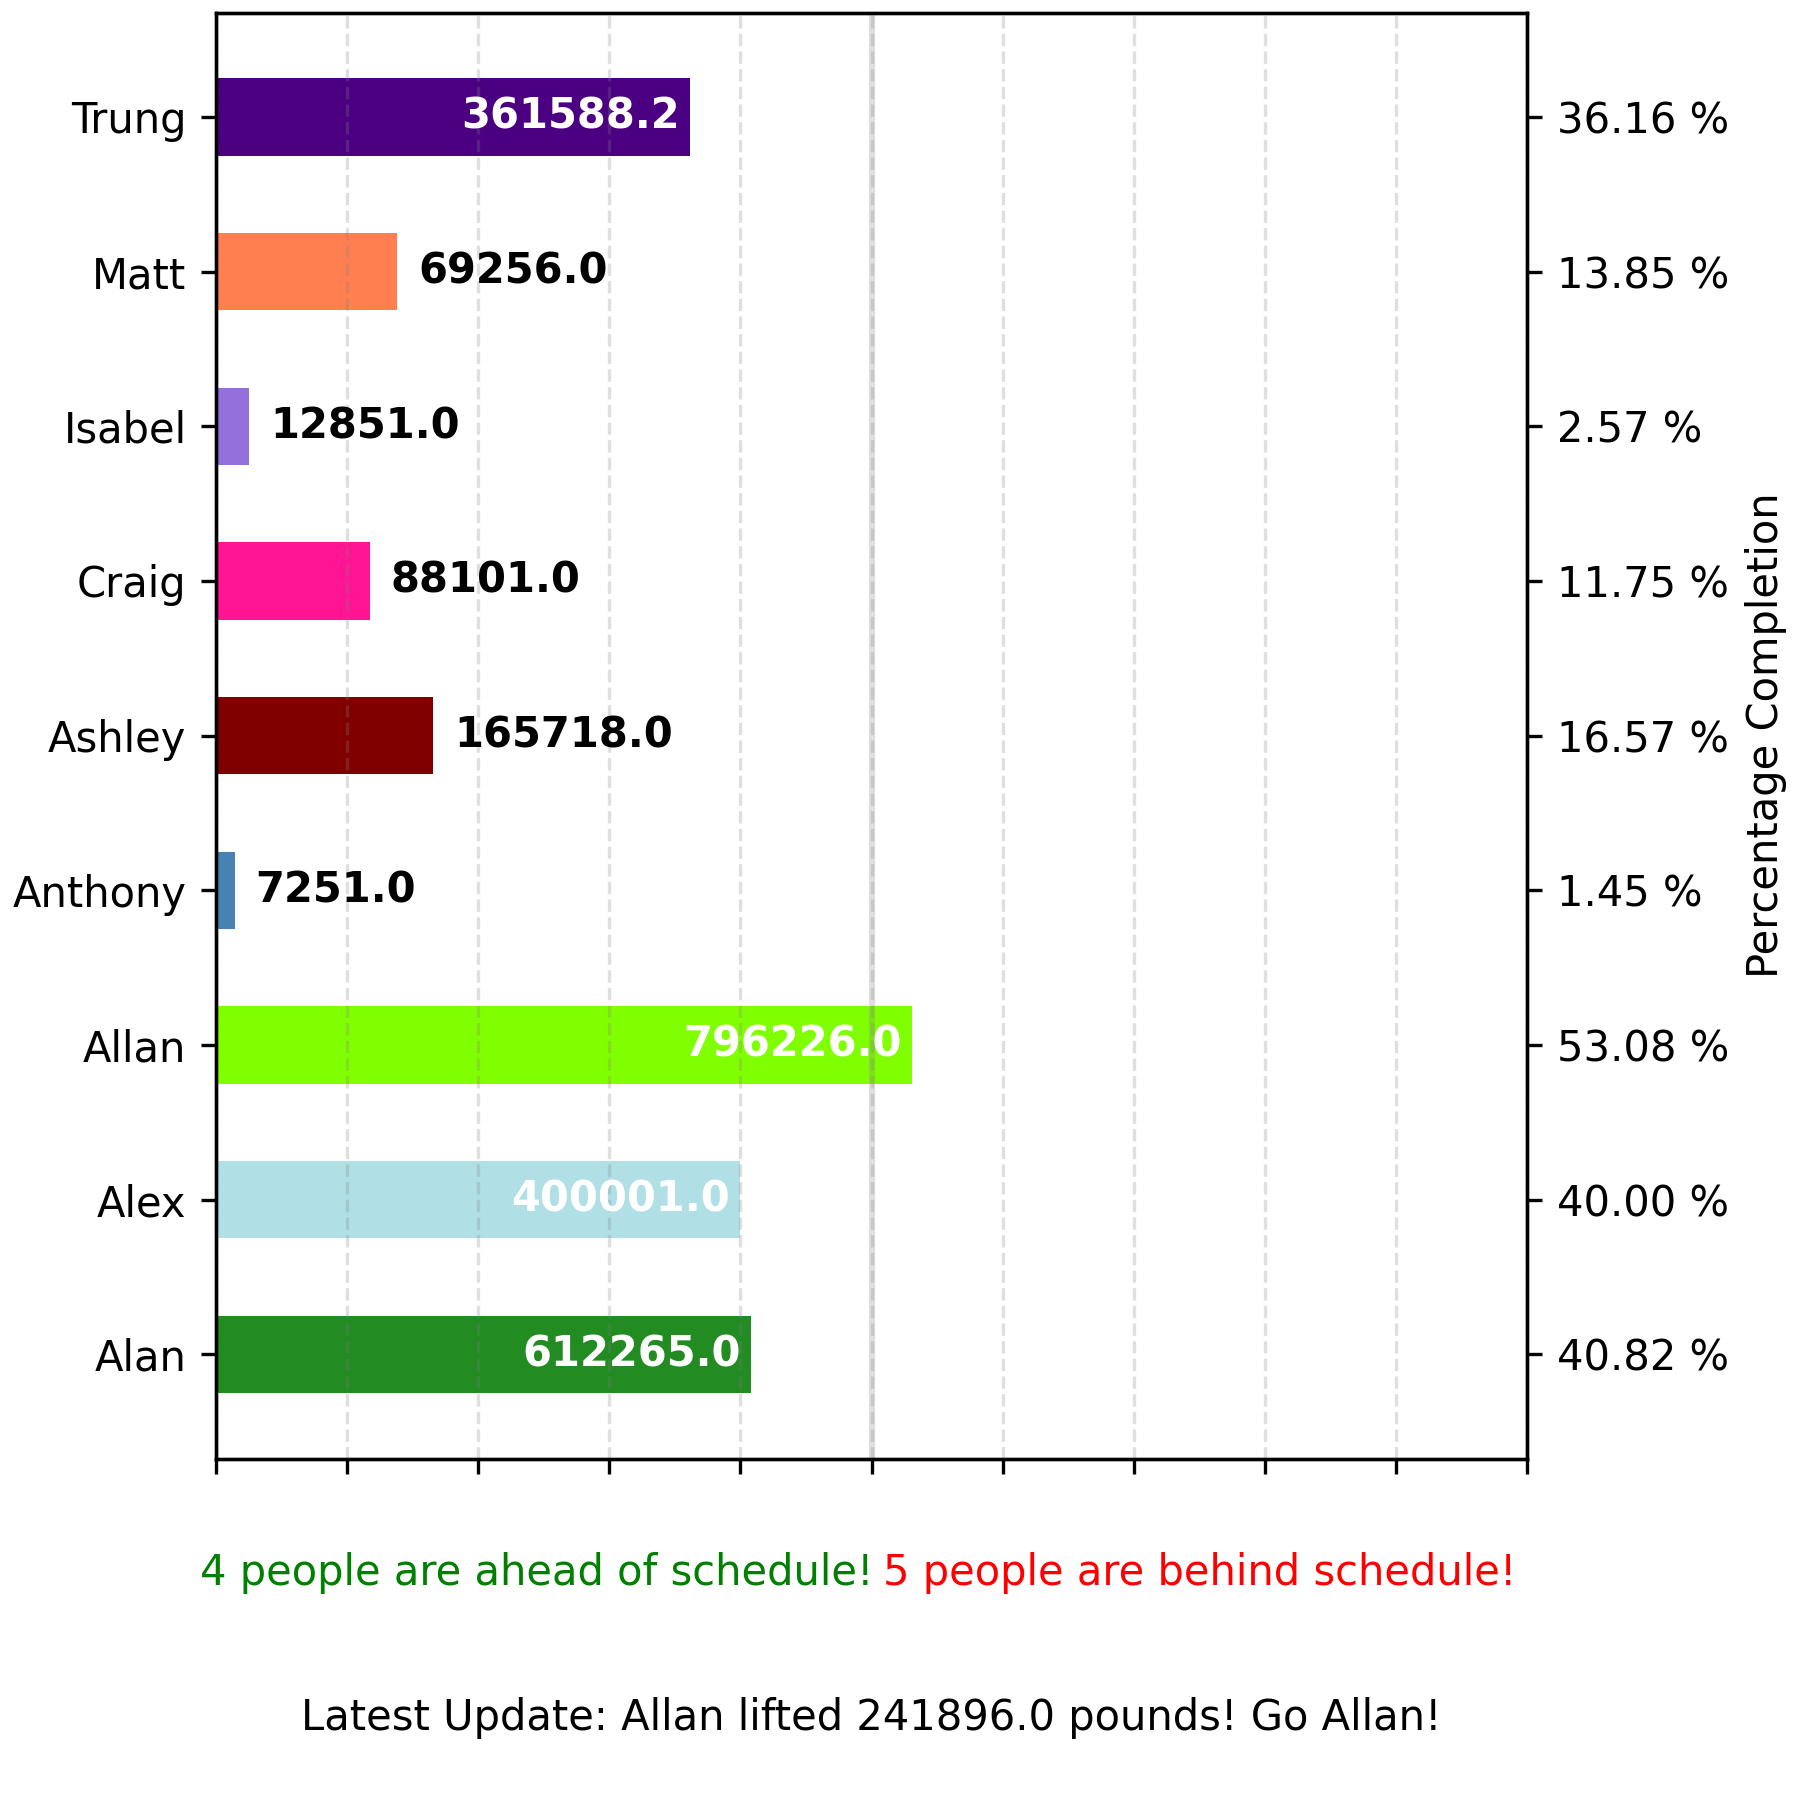 Trung 361588.2 36.16 %
Matt 69256.0 13.85 %
Isabel 12851.0 2.57 %
Craig 88101.0 11.75 %
Ashley 165718.0 16.57 %
Anthony 7251.0 1.45 %
Allan 796226.0 53.08 %
Alex 400001.0 40.00 %
Alan 612265.0 40.82 %
Percentage Completion
4 people are ahead of schedule! 5 people are behind schedule!
Latest Update: Allan lifted 241896.0 pounds! Go Allan!